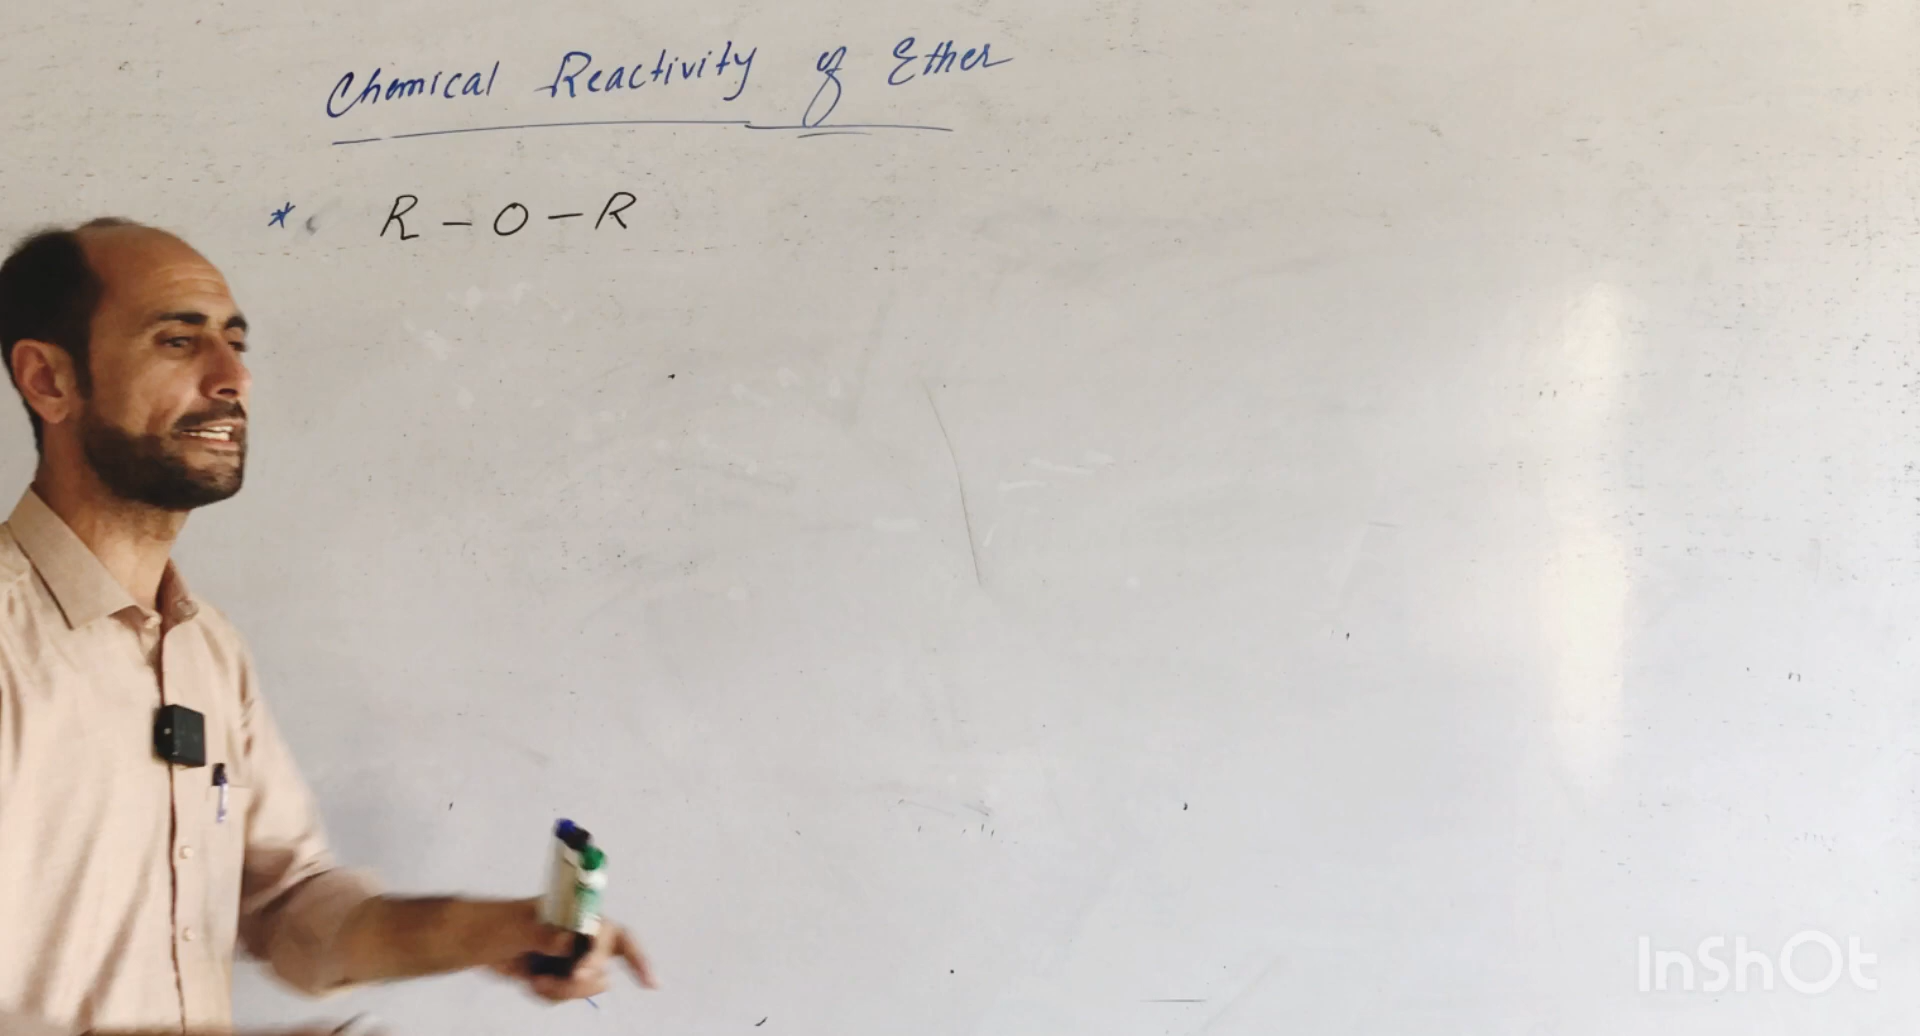 Chemical Reactivity of Ether
* R - O - R
InShOt